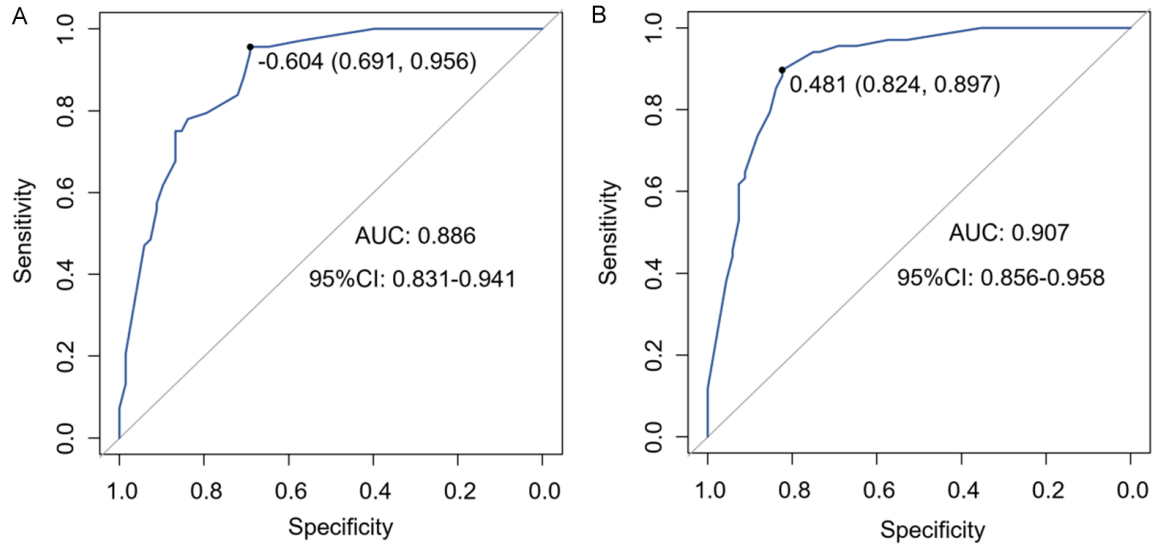 A
1.0
0.8
0.6
0.4
0.2
0.0
Sensitivity
-0.604 (0.691, 0.956)
AUC: 0.886
95%CI: 0.831-0.941
1.0 0.8 0.6 0.4 0.2 0.0
Specificity
B
1.0
0.8
0.6
0.4
0.2
0.0
Sensitivity
0.481 (0.824, 0.897)
AUC: 0.907
95%CI: 0.856-0.958
1.0 0.8 0.6 0.4 0.2 0.0
Specificity